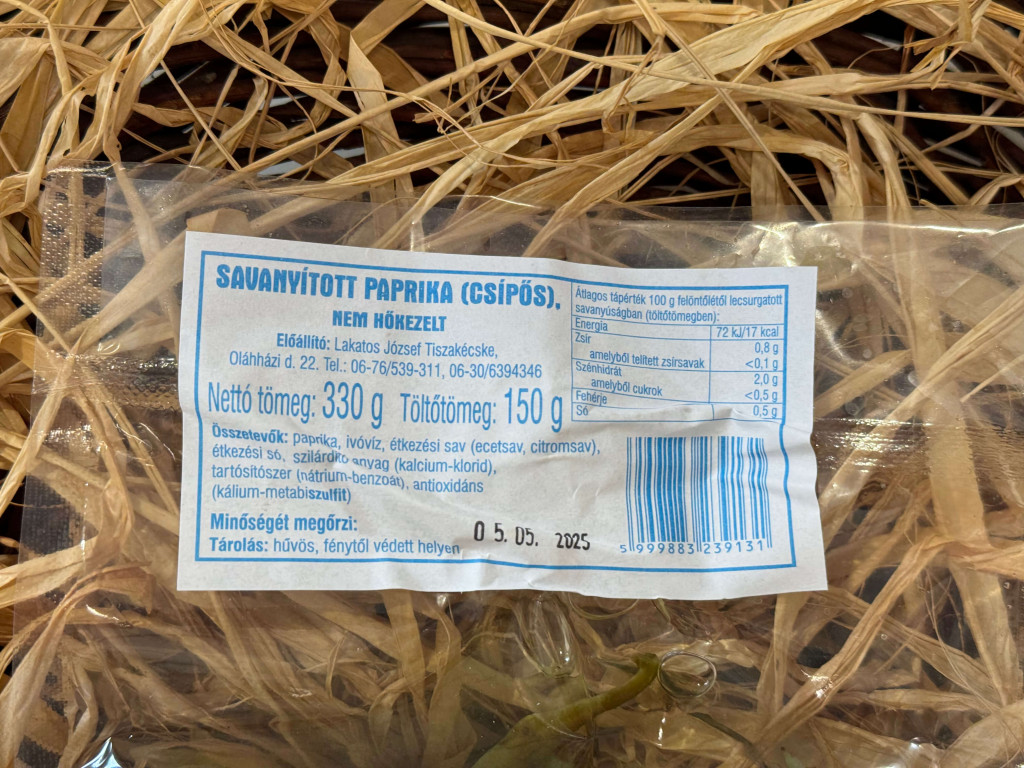 SAVANYÍTOTT PAPRIKA (CSÍPŐS),
NEM HŐKEZELT
Előállító: Lakatos József Tiszakécske,
Oláhházi d. 22. Tel.: 06-76/539-311, 06-30/6394346
Nettó tömeg: 330 g Töltőtömeg: 150 g
Összetevők: paprika, ivóvíz, étkezési sav (ecetsav, citromsav),
étkezési só, szilárdító anyag (kalcium-klorid),
tartósítószer (nátrium-benzoát), antioxidáns
(kálium-metabiszulfit)
Minőségét megőrzi: 05. 05. 2025
Tárolás: hűvös, fénytől védett helyen
Átlagos tápérték 100 g felöntőlétől lecsurgatott
savanyúságban (töltőtömegben):
Energia 72 kJ/17 kcal
Zsír 0,8 g
amelyből telített zsírsavak <0,1 g
Szénhidrát 2,0 g
amelyből cukrok <0,5 g
Fehérje
Só 0,5 g
5 999883 239131